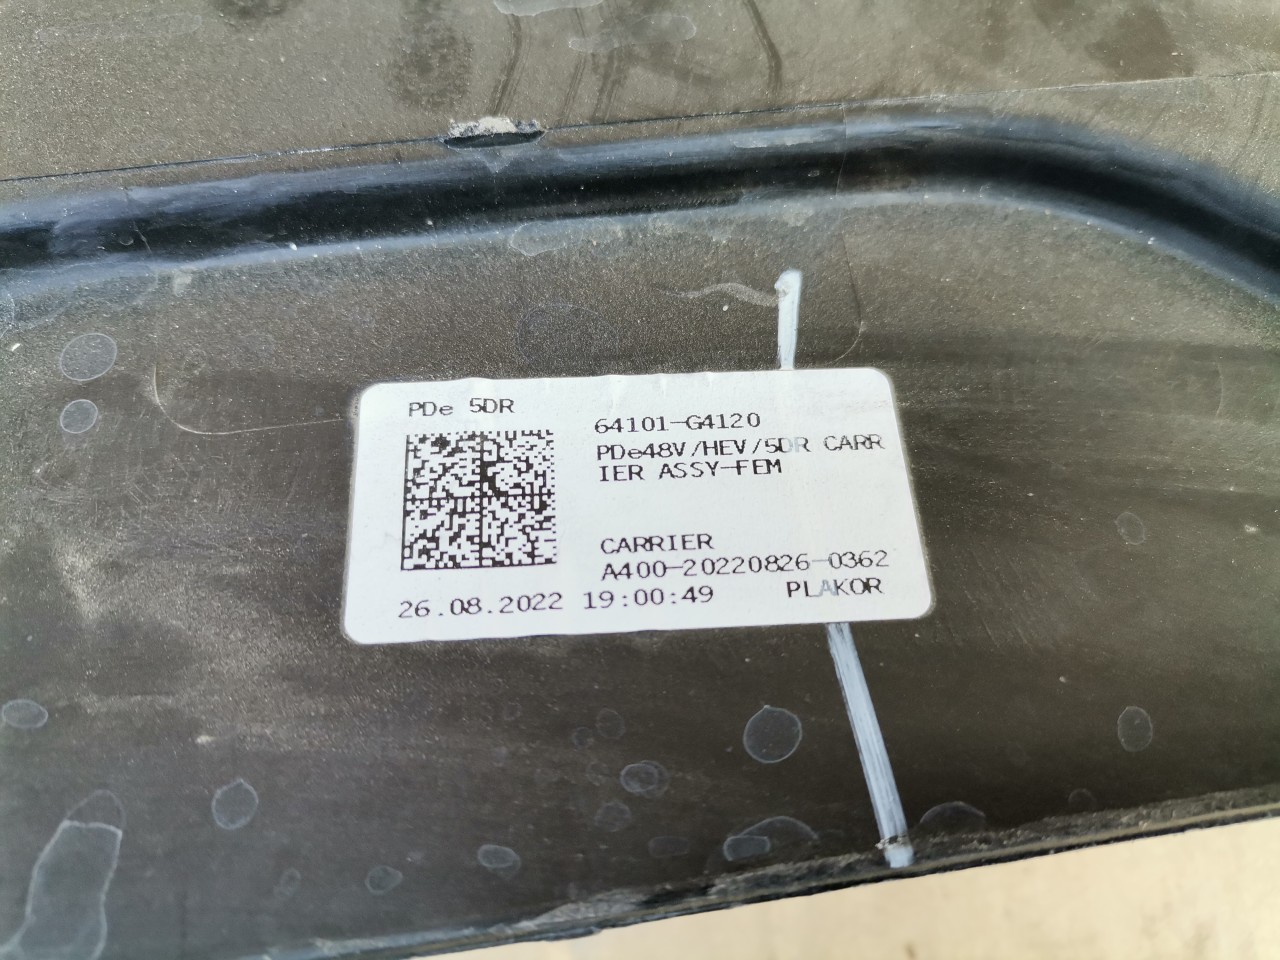 PDe 5DR
64101-G4120
PDe48V/HEV/5DR CARR
IER ASSY-FEM
CARRIER
A400-20220826-0362
26.08.2022 19:00:49 PLAKOR